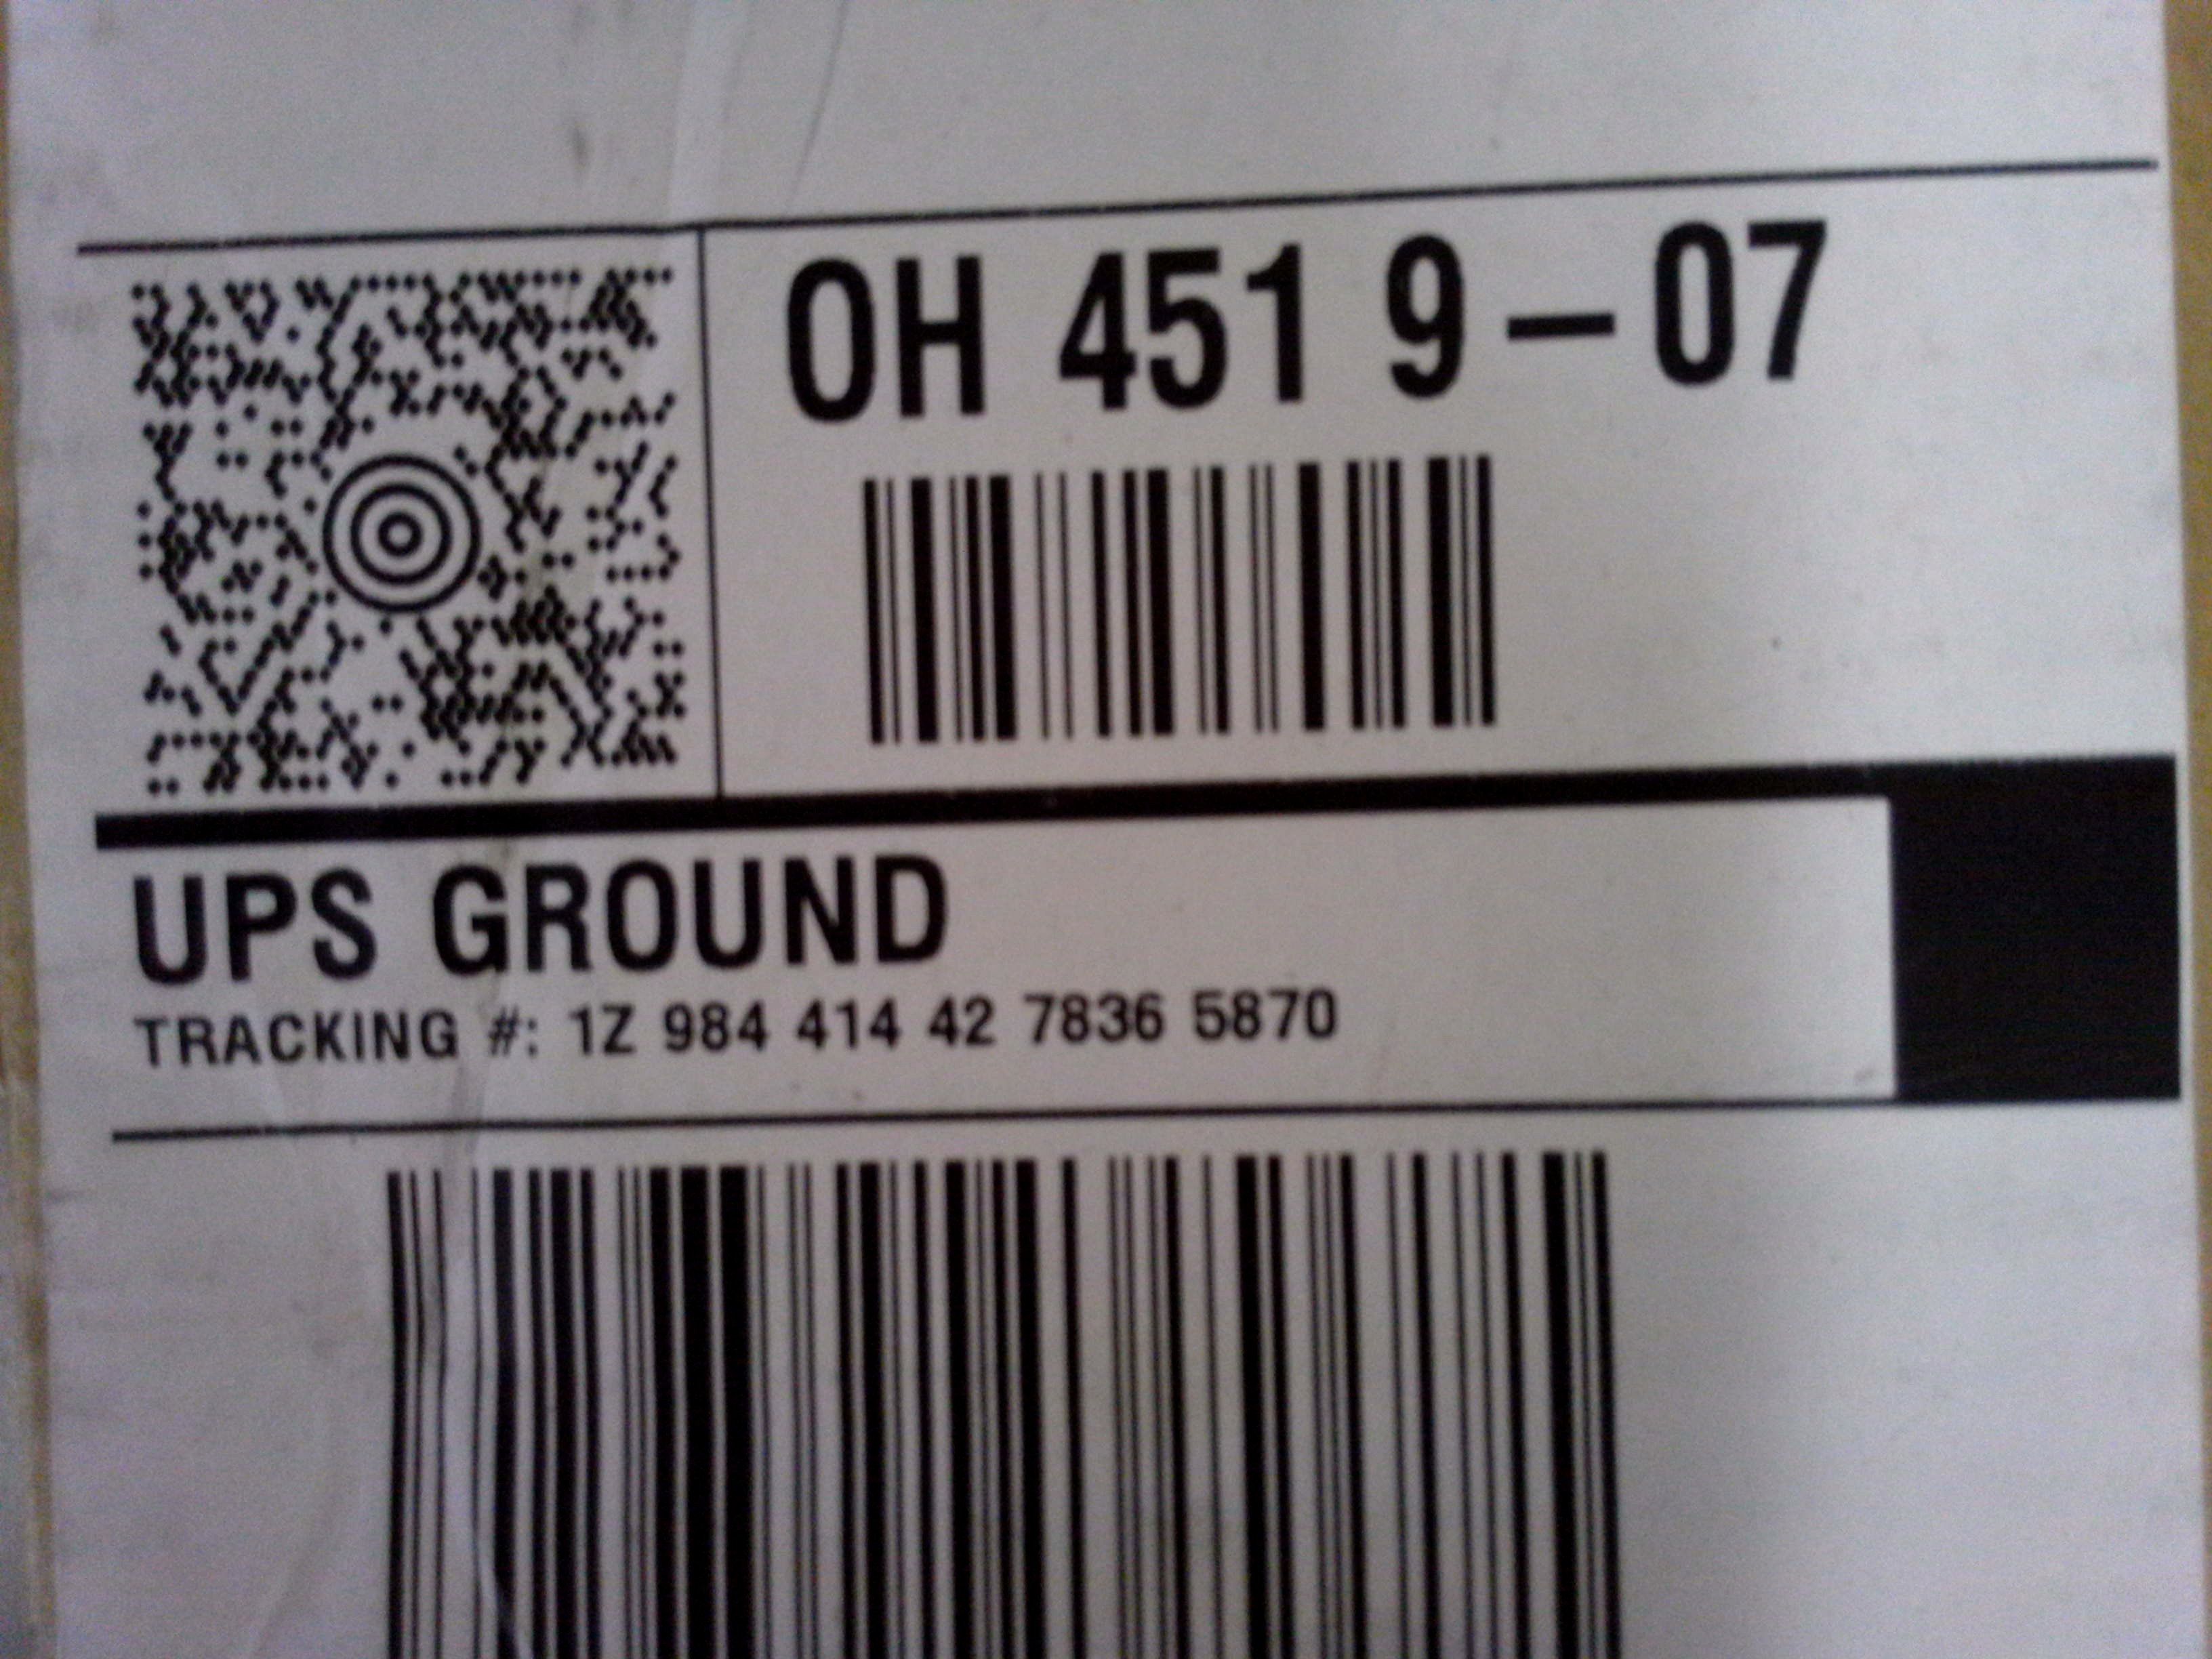 OH 451 9-07
UPS GROUND
TRACKING #: 1Z 984 414 42 7836 5870